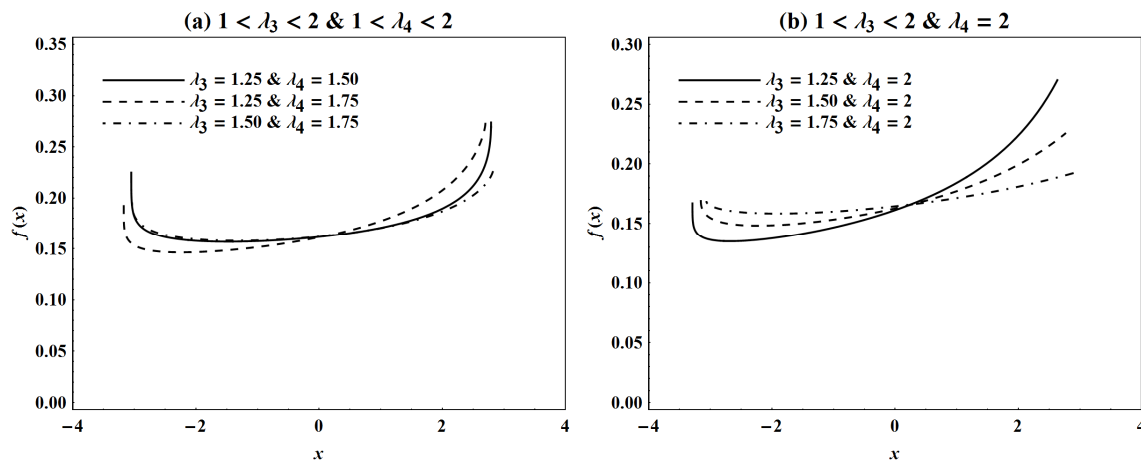 (a) 1 < λ3 < 2 & 1 < λ4 < 2
0.35
0.30
0.25
0.20
0.15
0.10
0.05
0.00
f(x)
λ3 = 1.25 & λ4 = 1.50
λ3 = 1.25 & λ4 = 1.75
λ3 = 1.50 & λ4 = 1.75
−4 −2 0 2 4
x
(b) 1 < λ3 < 2 & λ4 = 2
0.30
0.25
0.20
0.15
0.10
0.05
0.00
f(x)
λ3 = 1.25 & λ4 = 2
λ3 = 1.50 & λ4 = 2
λ3 = 1.75 & λ4 = 2
−4 −2 0 2 4
x